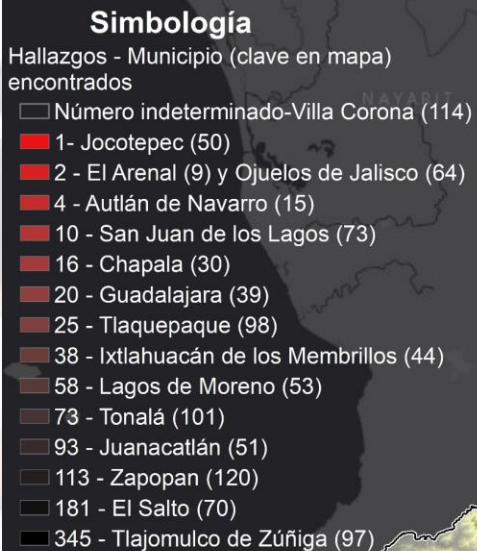 Simbología
Hallazgos - Municipio (clave en mapa)
encontrados
NAYARIT
Número indeterminado-Villa Corona (114)
1- Jocotepec (50)
2 - El Arenal (9) y Ojuelos de Jalisco (64)
4 - Autlán de Navarro (15)
10 - San Juan de los Lagos (73)
16 - Chapala (30)
20 - Guadalajara (39)
25 - Tlaquepaque (98)
38 - Ixtlahuacán de los Membrillos (44)
58 - Lagos de Moreno (53)
73 - Tonalá (101)
93 - Juanacatlán (51)
113 - Zapopan (120)
181 - El Salto (70)
345 - Tlajomulco de Zúñiga (97)